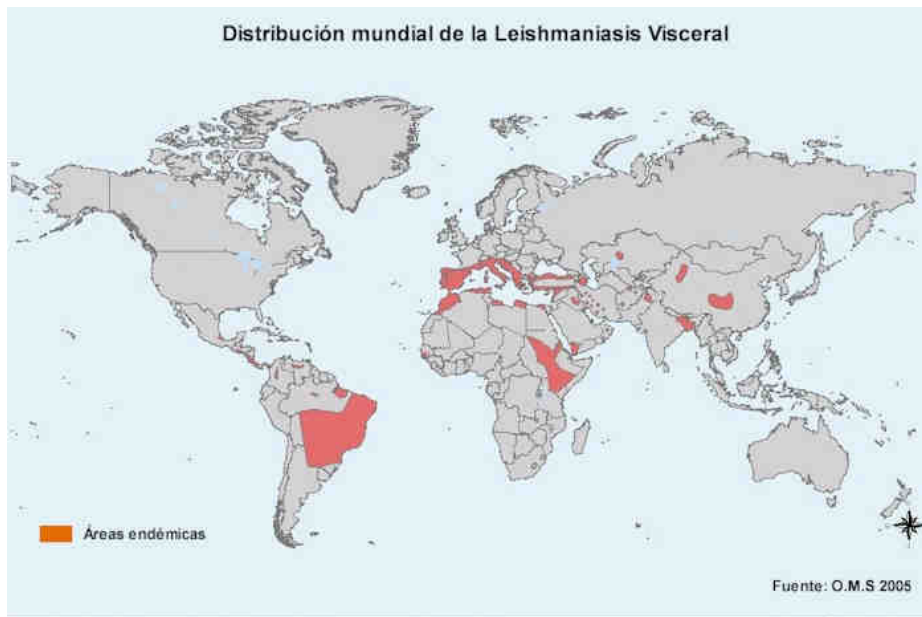 Distribución mundial de la Leishmaniasis Visceral
Áreas endémicas
Fuente: O.M.S 2005